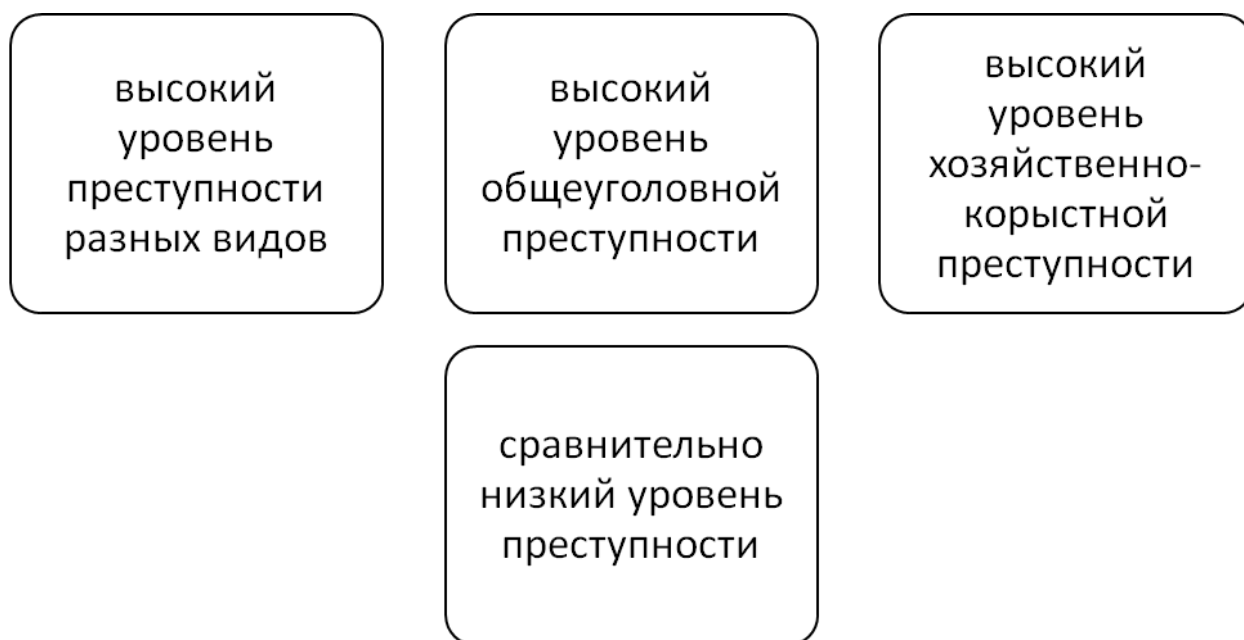 высокий
уровень
преступности
разных видов
высокий
уровень
общеуголовной
преступности
высокий
уровень
хозяйственно-
корыстной
преступности
сравнительно
низкий уровень
преступности